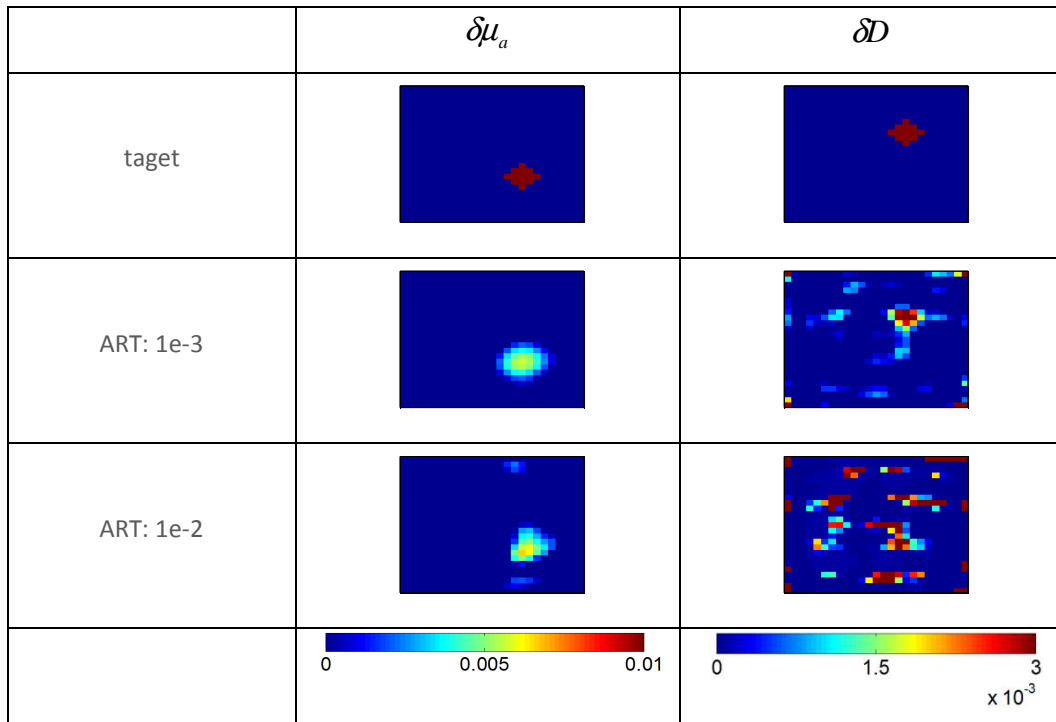 δμₐ δD
taget
ART: 1e-3
ART: 1e-2
0 0.005 0.01 0 1.5 3
x 10⁻³